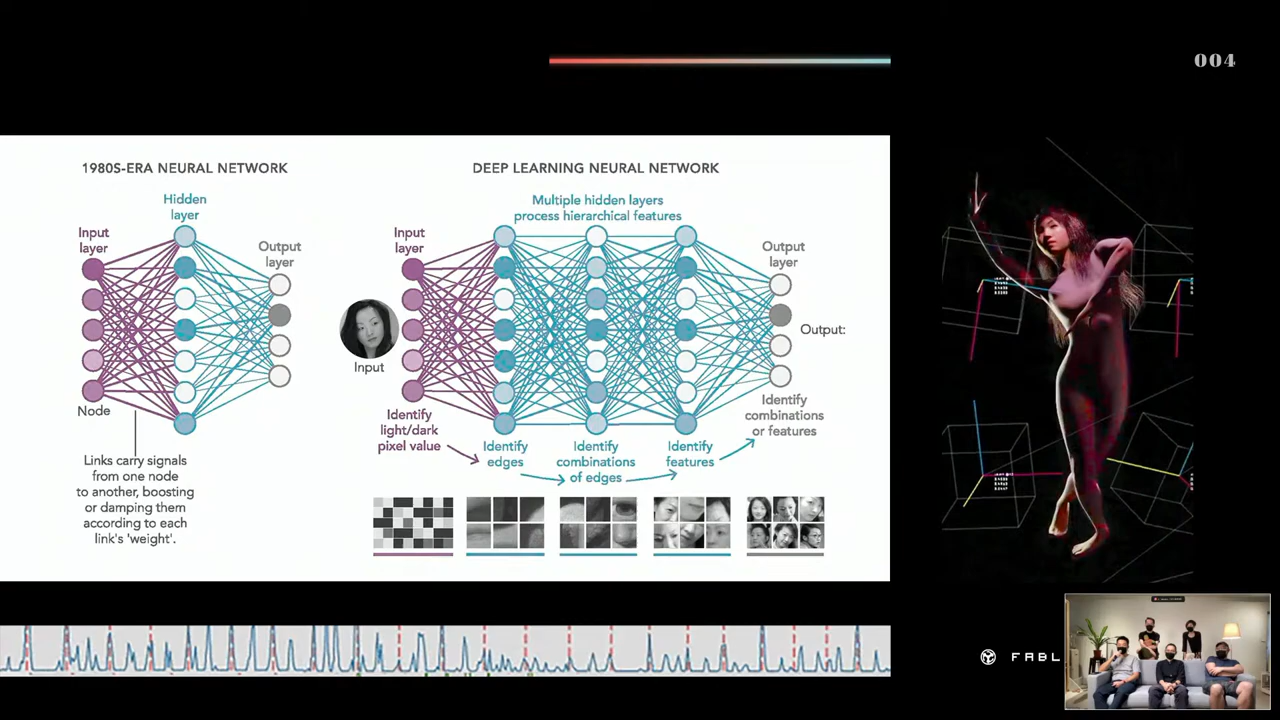 004
1980S-ERA NEURAL NETWORK
Hidden
layer
Input
layer
Output
layer
Node
Links carry signals
from one node
to another, boosting
or damping them
according to each
link's 'weight'.
DEEP LEARNING NEURAL NETWORK
Multiple hidden layers
process hierarchical features
Input
layer
Output
layer
Input
Output:
Identify
light/dark
pixel value
Identify
edges
Identify
combinations
of edges
Identify
features
Identify
combinations
or features
FABL